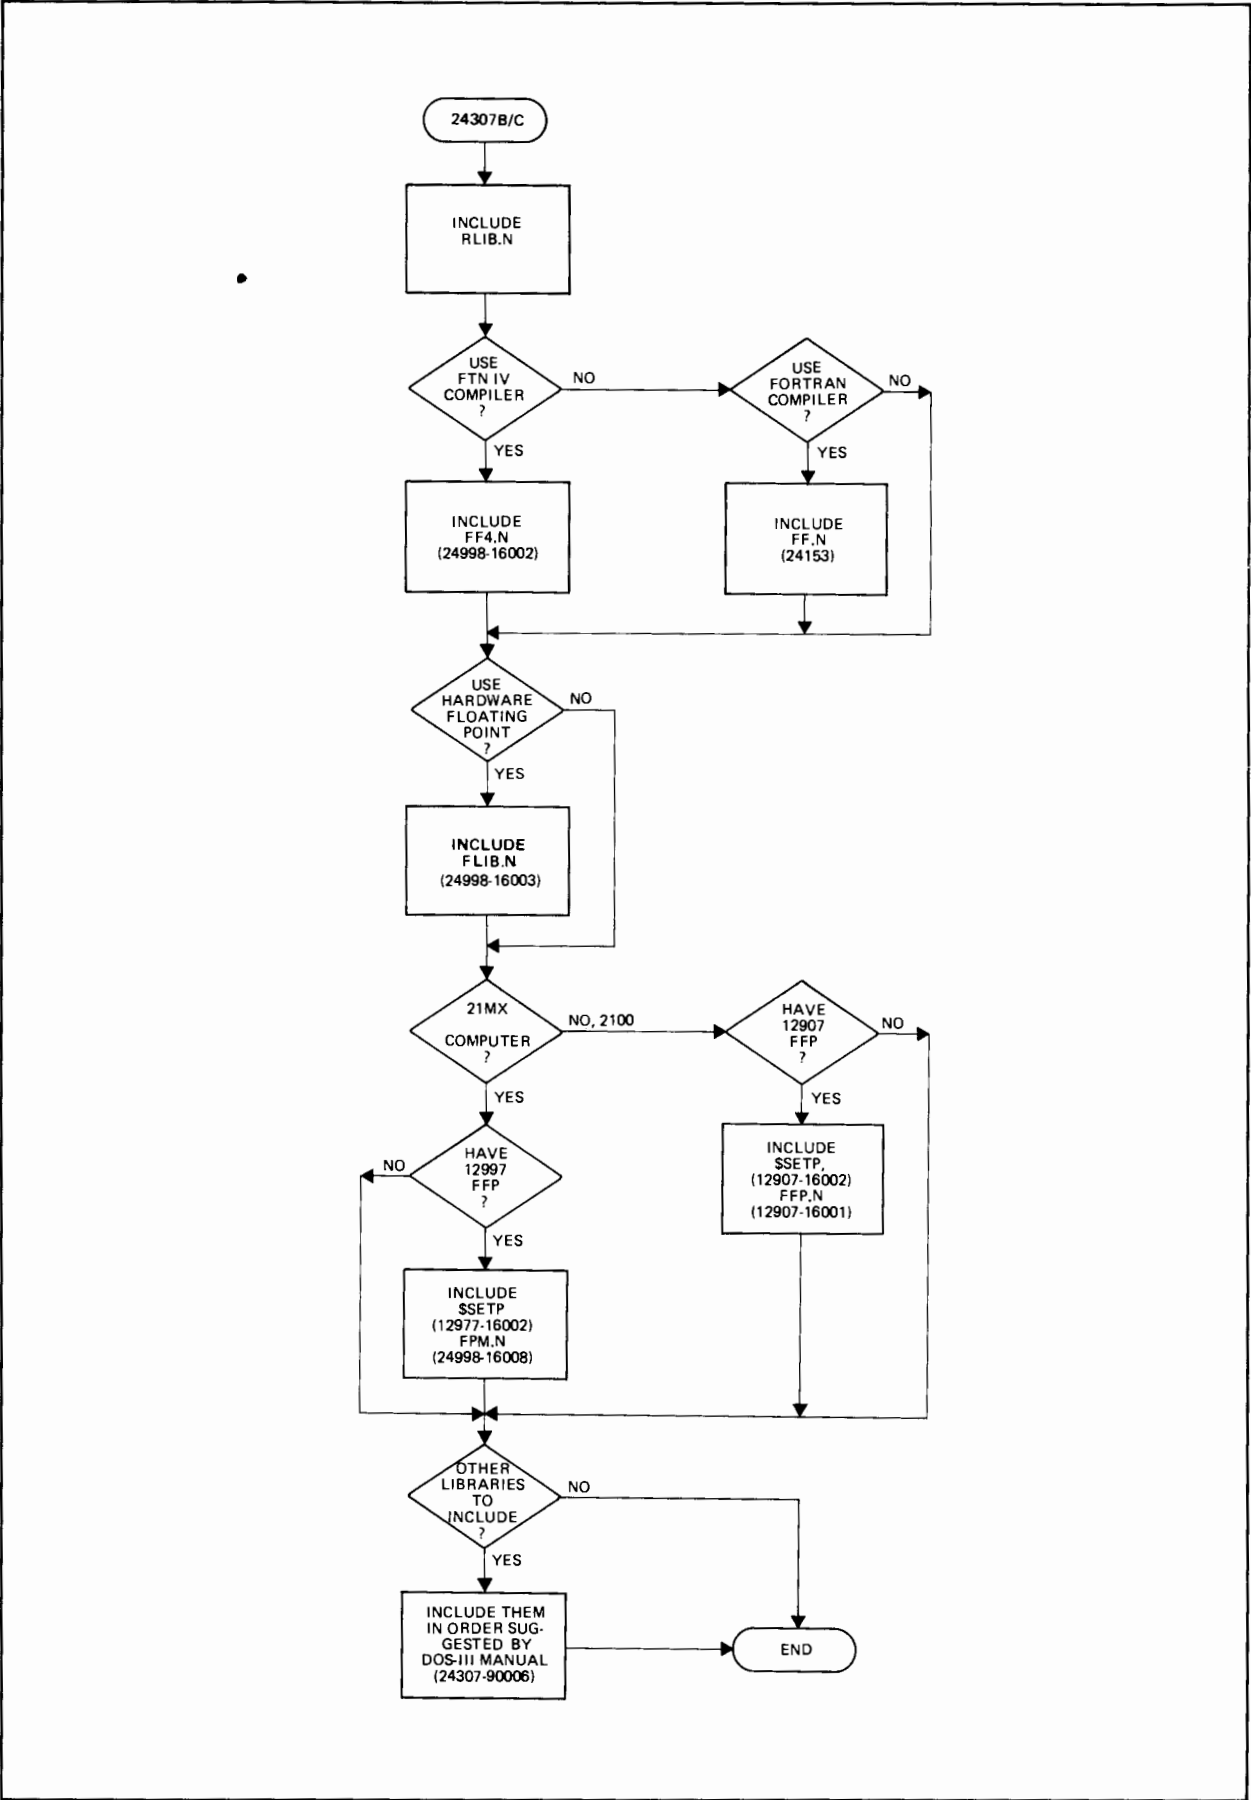 24307B/C
INCLUDE
RLIB.N
USE
FTN IV
COMPILER
?
NO
USE
FORTRAN
COMPILER
?
NO
YES
YES
INCLUDE
FF4.N
(24998-16002)
INCLUDE
FF.N
(24153)
USE
HARDWARE
FLOATING
POINT
?
NO
YES
INCLUDE
FLIB.N
(24998-16003)
21MX
COMPUTER
?
NO, 2100
HAVE
12907
FFP
?
NO
YES
YES
HAVE
12997
FFP
?
NO
INCLUDE
$SETP,
(12907-16002)
FFP.N
(12907-16001)
YES
INCLUDE
$SETP
(12977-16002)
FPM.N
(24998-16008)
OTHER
LIBRARIES
TO
INCLUDE
?
NO
YES
INCLUDE THEM
IN ORDER SUG-
GESTED BY
DOS-III MANUAL
(24307-90006)
END